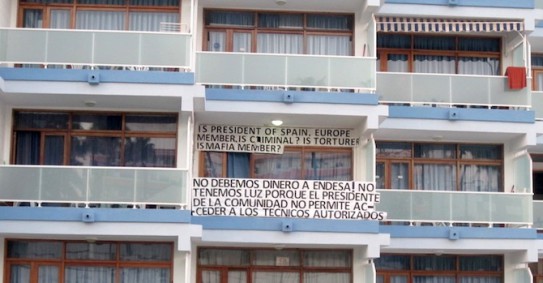 IS PRESIDENT OF SPAIN, EUROPE
MEMBER, IS CRIMINAL? IS TORTURER
IS MAFIA MEMBER?
NO DEBEMOS DINERO A ENDESA! NO
TENEMOS LUZ PORQUE EL PRESIDENTE
DE LA COMUNIDAD NO PERMITE AC-
CEDER A LOS TECNICOS AUTORIZADOS